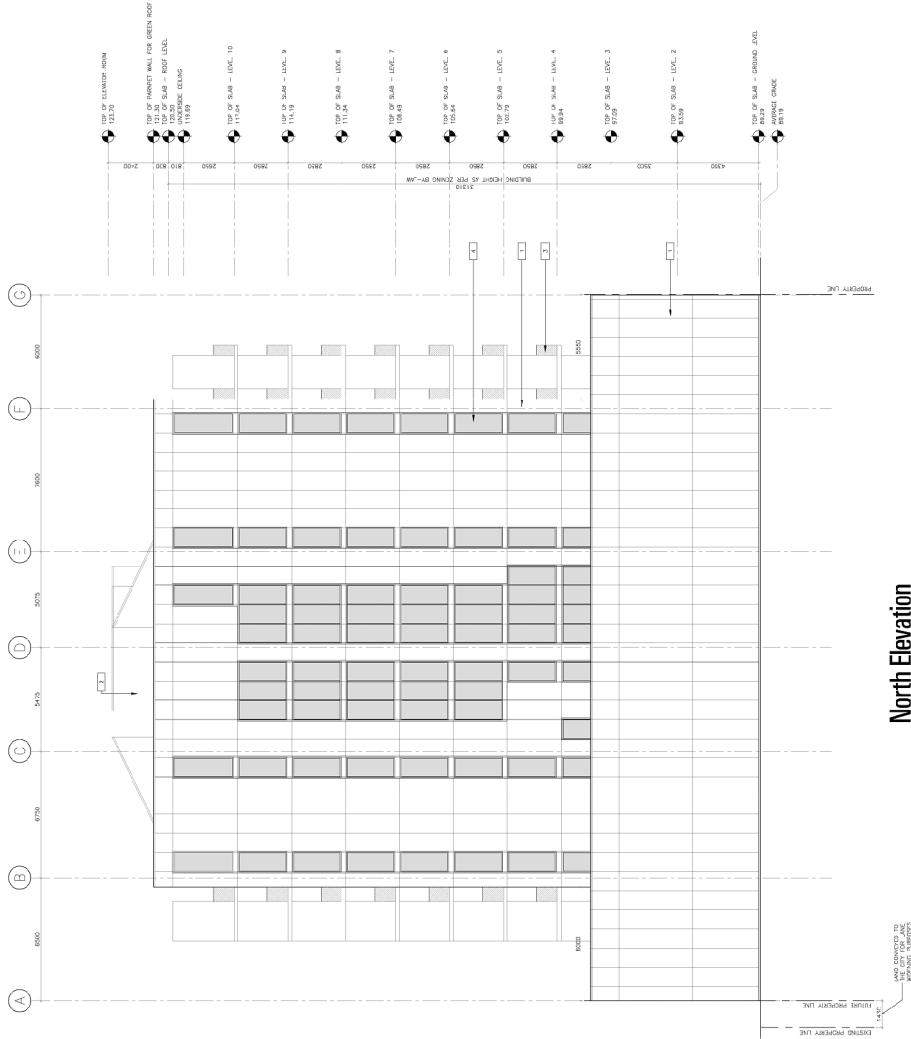 TOP OF ELEVATOR ROOM
123.70
TOP OF PARAPET WALL FOR GREEN ROOF
121.30
TOP OF SLAB - ROOF LEVEL
120.50
UNDERSIDE CEILING
119.69
TOP OF SLAB - LEVEL 10
117.04
TOP OF SLAB - LEVEL 9
114.19
TOP OF SLAB - LEVEL 8
111.34
TOP OF SLAB - LEVEL 7
108.49
TOP OF SLAB - LEVEL 6
105.64
TOP OF SLAB - LEVEL 5
102.79
TOP OF SLAB - LEVEL 4
99.94
TOP OF SLAB - LEVEL 3
97.09
TOP OF SLAB - LEVEL 2
93.59
TOP OF SLAB - GROUND LEVEL
89.29
AVERAGE GRADE
89.19
2400
830
810
2650
2850
2850
2850
2850
2850
2850
3500
4300
31310
BUILDING HEIGHT AS PER ZONING BY-LAW
4
1
3
1
2
A
B
C
D
E
F
G
6500
6750
5475
5075
7600
6000
6000
5550
PROPERTY LINE
FUTURE PROPERTY LINE
EXISTING PROPERTY LINE
1430
LAND CONVEYED TO
THE CITY FOR LANE
WIDENING PURPOSES
North Elevation